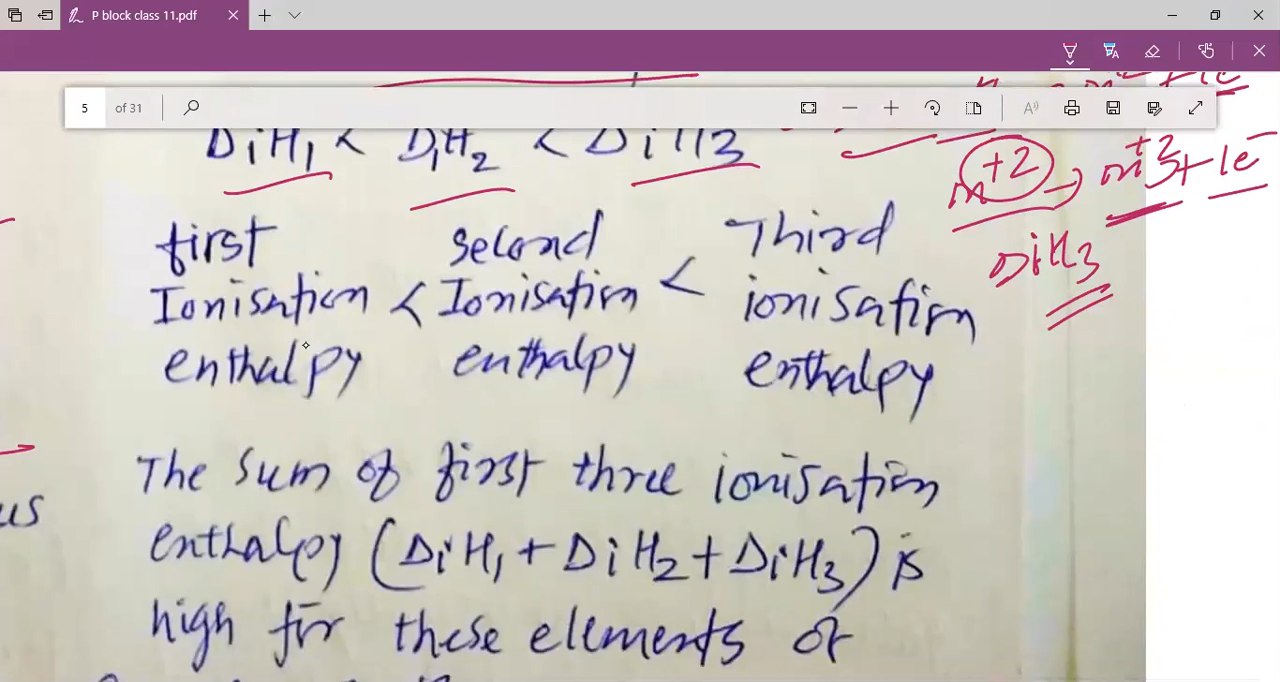 P block class 11.pdf
5 of 31
ΔiH1 < ΔiH2 < ΔiH3
m+2 → m+3 + 1e-
ΔiH3
first second Third
Ionisation < Ionisation < ionisation
enthalpy enthalpy enthalpy
The sum of first three ionisation
us
enthalpy (ΔiH1 + ΔiH2 + ΔiH3) is
high for these elements of